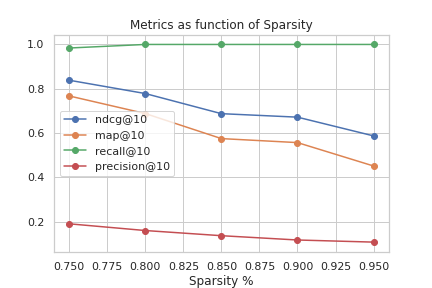 Metrics as function of Sparsity
1.0
0.8
0.6
0.4
0.2
ndcg@10
map@10
recall@10
precision@10
0.750 0.775 0.800 0.825 0.850 0.875 0.900 0.925 0.950
Sparsity %